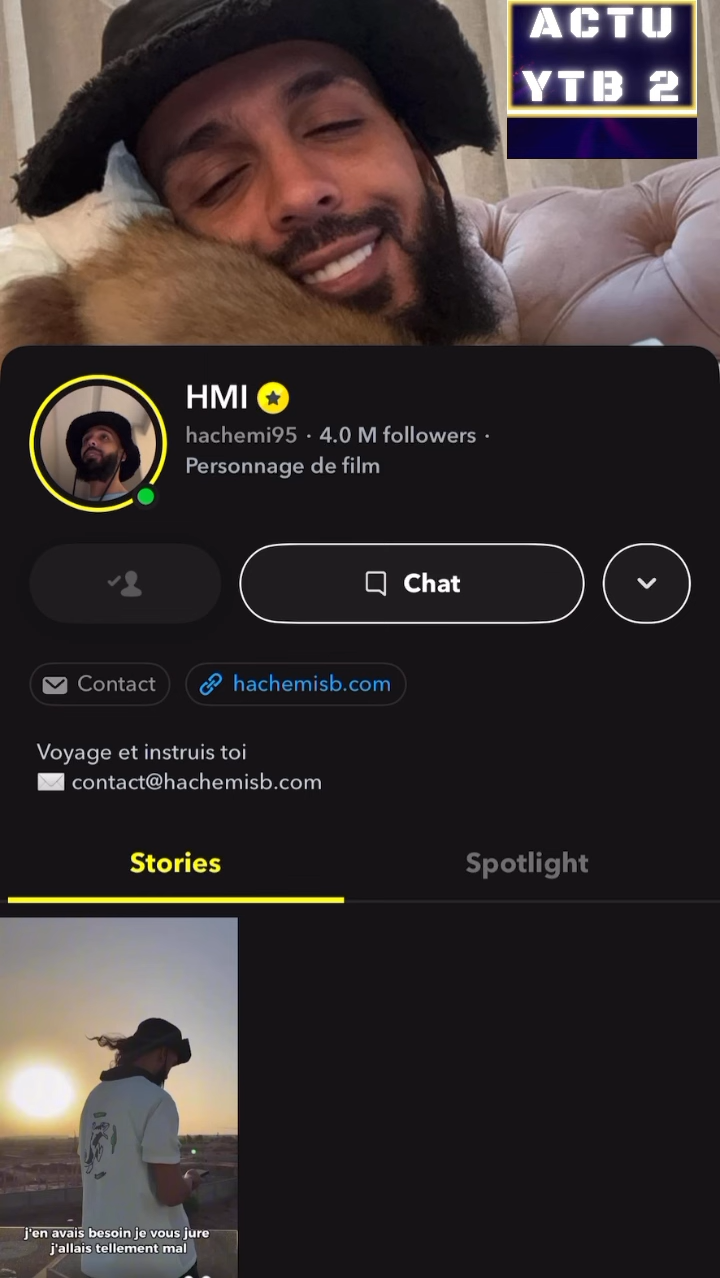 ACTU
YTB 2
HMI
hachemi95 · 4.0 M followers ·
Personnage de film
Chat
Contact
hachemisb.com
Voyage et instruis toi
✉️ contact@hachemisb.com
Stories
Spotlight
j'en avais besoin je vous jure
j'allais tellement mal